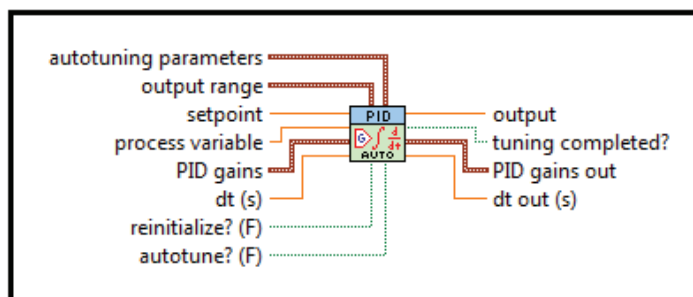 autotuning parameters
output range
setpoint
process variable
PID gains
dt (s)
reinitialize? (F)
autotune? (F)
PID
G ∫ d/dt
AUTO
output
tuning completed?
PID gains out
dt out (s)